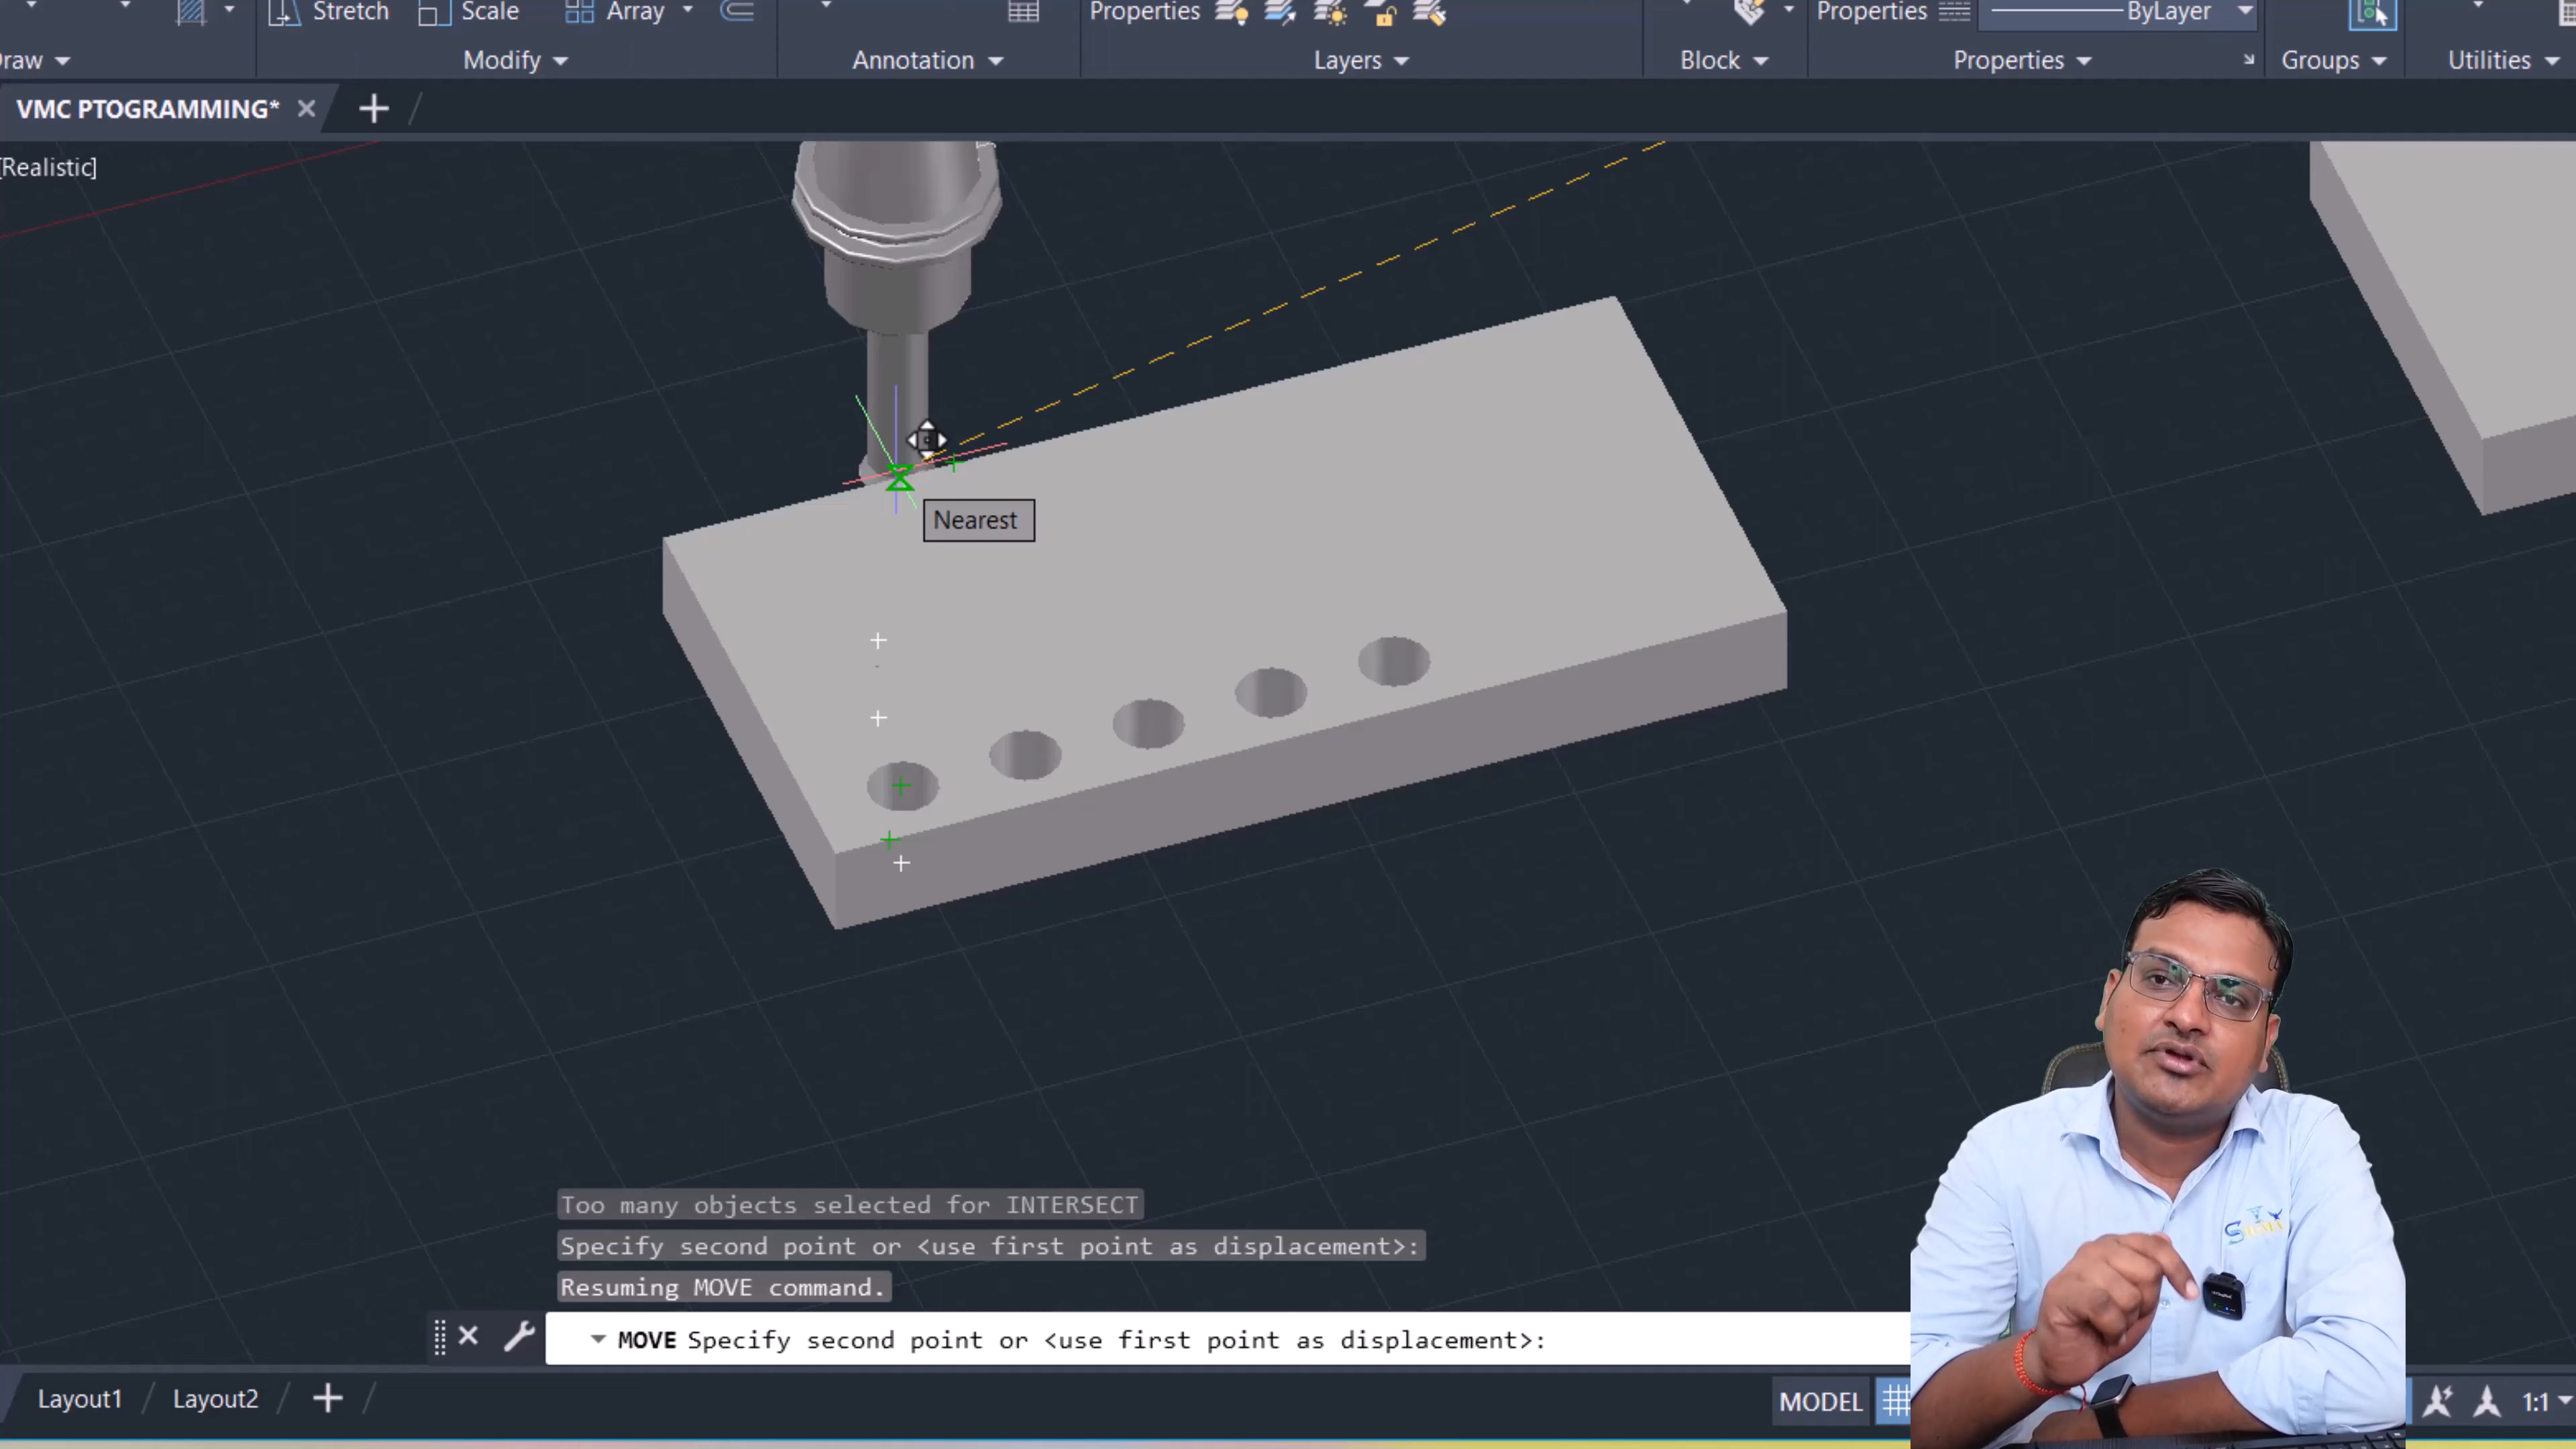 Stretch Scale Array Properties Properties ByLayer
Modify Annotation Layers Block Properties Groups Utilities
VMC PTOGRAMMING*
[Realistic]
Nearest
Too many objects selected for INTERSECT
Specify second point or <use first point as displacement>:
Resuming MOVE command.
MOVE Specify second point or <use first point as displacement>:
Layout1 Layout2 MODEL 1:1